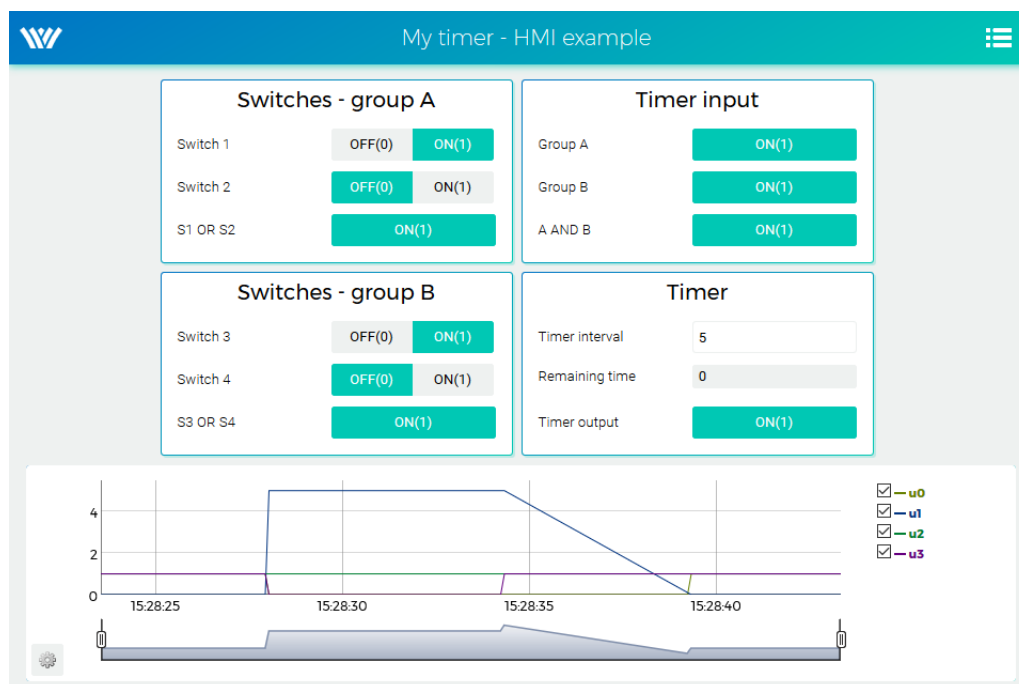 My timer - HMI example
Switches - group A
Switch 1 OFF(0) ON(1)
Switch 2 OFF(0) ON(1)
S1 OR S2 ON(1)
Timer input
Group A ON(1)
Group B ON(1)
A AND B ON(1)
Switches - group B
Switch 3 OFF(0) ON(1)
Switch 4 OFF(0) ON(1)
S3 OR S4 ON(1)
Timer
Timer interval 5
Remaining time 0
Timer output ON(1)
4
2
0
15:28:25 15:28:30 15:28:35 15:28:40
u0
u1
u2
u3